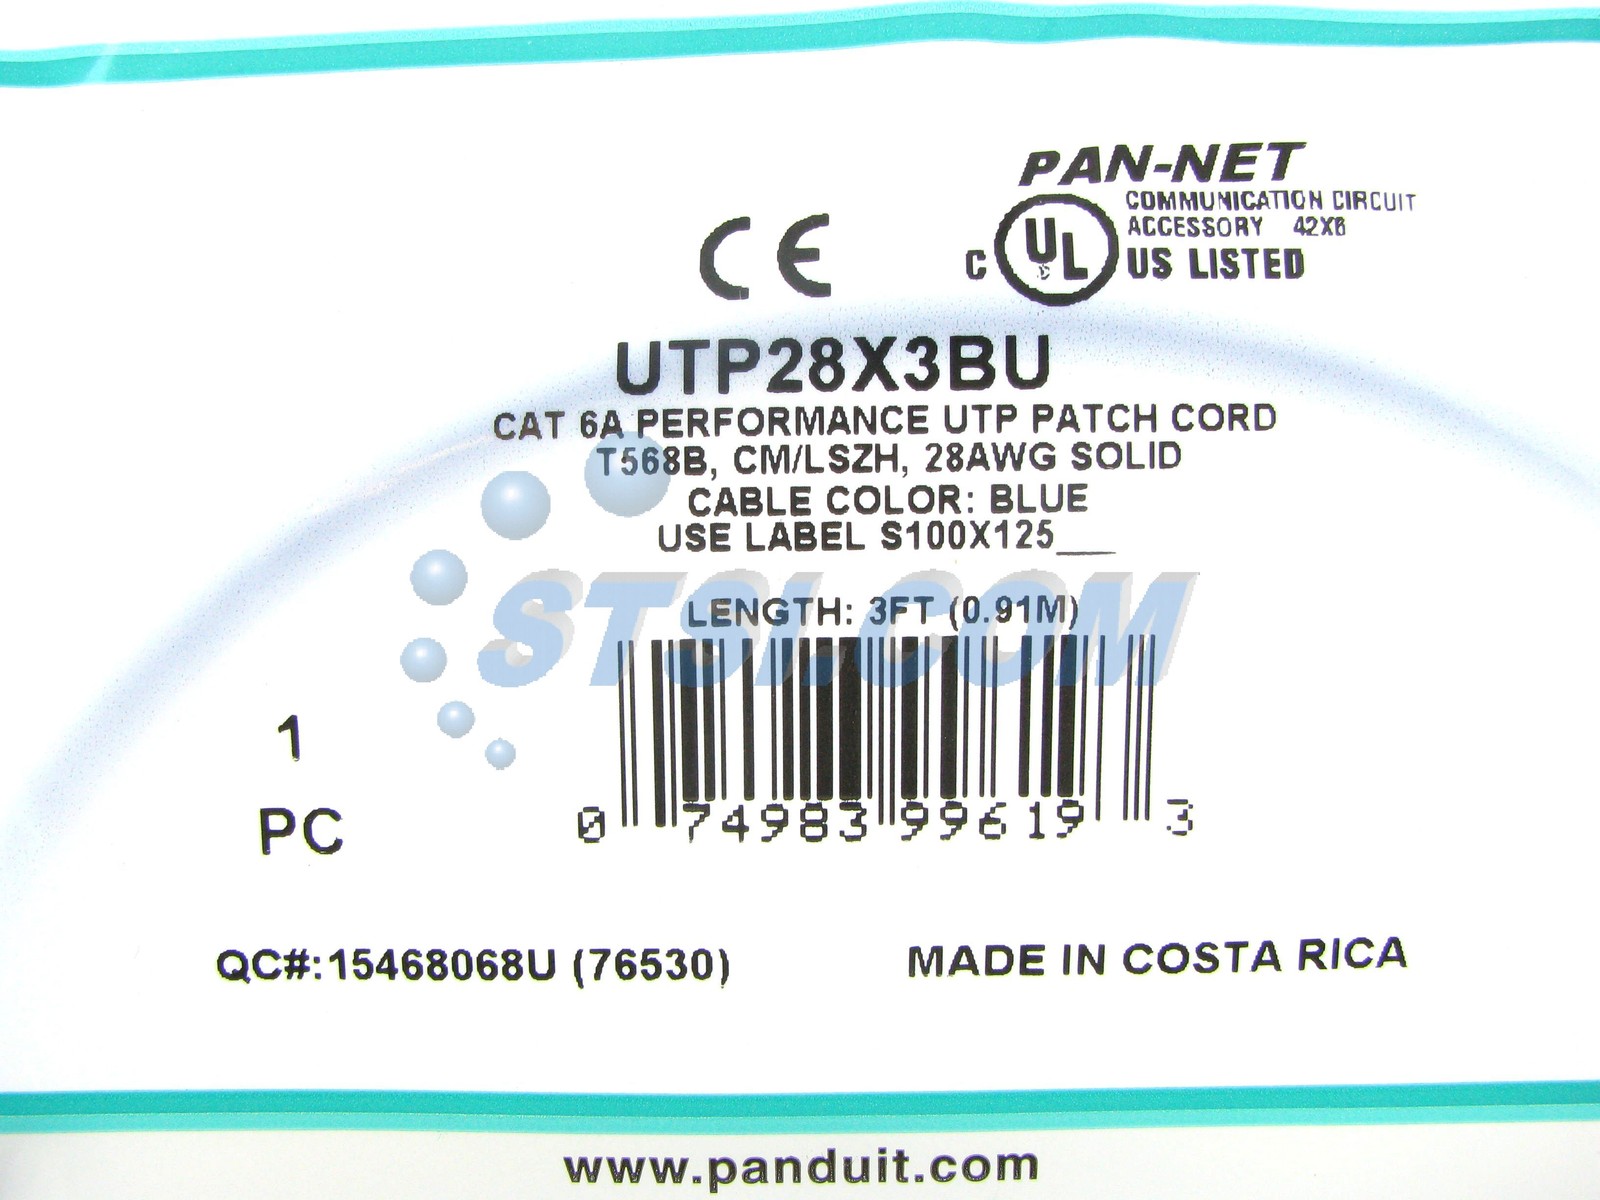 PAN-NET
COMMUNICATION CIRCUIT
ACCESSORY 42X6
C UL US LISTED
CE
UTP28X3BU
CAT 6A PERFORMANCE UTP PATCH CORD
T568B, CM/LSZH, 28AWG SOLID
CABLE COLOR: BLUE
USE LABEL S100X125___
STSI.COM
LENGTH: 3FT (0.91M)
1
PC
0 74983 99619 3
QC#:15468068U (76530)
MADE IN COSTA RICA
www.panduit.com